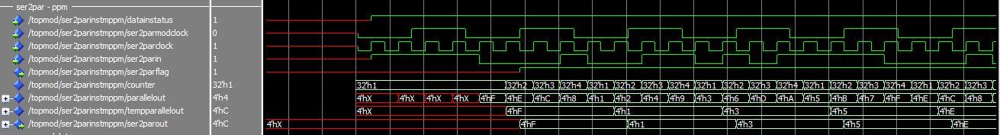 ser2par - ppm
/topmod/ser2parinstmppm/datainstatus 1
/topmod/ser2parinstmppm/ser2parmodclock 0
/topmod/ser2parinstmppm/ser2parclock 1
/topmod/ser2parinstmppm/ser2parin 1
/topmod/ser2parinstmppm/ser2parflag 1
/topmod/ser2parinstmppm/counter 32'h1 32'h1 32'h2 32'h3 32'h4 32'h1 32'h2 32'h3 32'h4 32'h1 32'h2 32'h3 32'h4 32'h1 32'h2 32'h3 32'h4 32'h1 32'h2 32'h3
/topmod/ser2parinstmppm/parallelout 4'h4 4'hX 4'hX 4'hX 4'hX 4'hF 4'hE 4'hC 4'h8 4'h1 4'h2 4'h4 4'h9 4'h3 4'h6 4'hD 4'hA 4'h5 4'hB 4'h7 4'hF 4'hE 4'hC 4'h8
/topmod/ser2parinstmppm/tempparallelout 4'hC 4'hX 4'hF 4'h1 4'h3 4'h5 4'hE
/topmod/ser2parinstmppm/ser2parout 4'hC 4'hX 4'hF 4'h1 4'h3 4'h5 4'hE